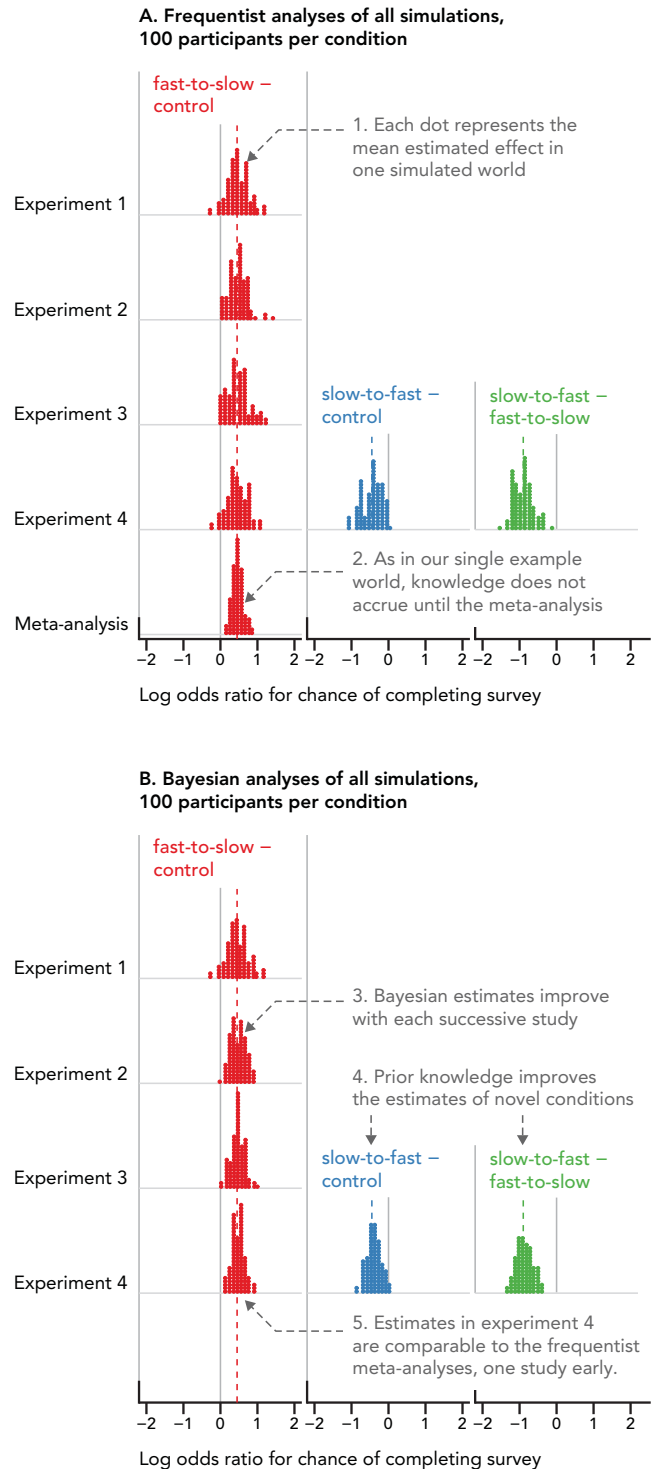 A. Frequentist analyses of all simulations,
100 participants per condition
fast-to-slow –
control
1. Each dot represents the
mean estimated effect in
one simulated world
Experiment 1
Experiment 2
Experiment 3
slow-to-fast –
control
slow-to-fast –
fast-to-slow
Experiment 4
2. As in our single example
world, knowledge does not
accrue until the meta-analysis
Meta-analysis
−2 −1 0 1 2 −2 −1 0 1 2 −2 −1 0 1 2
Log odds ratio for chance of completing survey
B. Bayesian analyses of all simulations,
100 participants per condition
fast-to-slow –
control
Experiment 1
3. Bayesian estimates improve
with each successive study
Experiment 2
4. Prior knowledge improves
the estimates of novel conditions
Experiment 3
slow-to-fast –
control
slow-to-fast –
fast-to-slow
Experiment 4
5. Estimates in experiment 4
are comparable to the frequentist
meta-analyses, one study early.
−2 −1 0 1 2 −2 −1 0 1 2 −2 −1 0 1 2
Log odds ratio for chance of completing survey